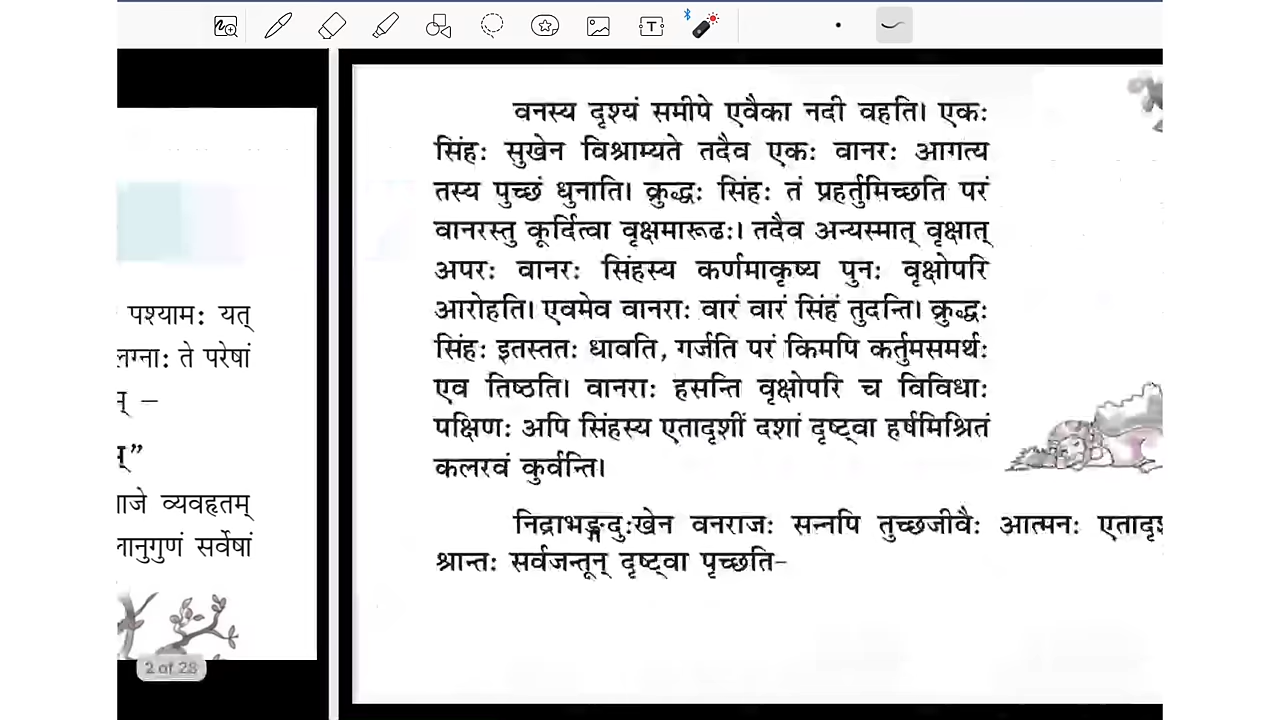 पश्यामः यत्
लग्नाः ते परेषां
म् –
म्”
व्यवहृतम्
सर्वेषां
2 of 28
वनस्य दृश्यं समीपे एवैका नदी वहति। एकः
सिंहः सुखेन विश्राम्यते तदैव एकः वानरः आगत्य
तस्य पुच्छं धुनाति। क्रुद्धः सिंहः तं प्रहर्तुमिच्छति परं
वानरस्तु कूर्दित्वा वृक्षमारूढः। तदैव अन्यस्मात् वृक्षात्
अपरः वानरः सिंहस्य कर्णमाकृष्य पुनः वृक्षोपरि
आरोहति। एवमेव वानराः वारं वारं सिंहं तुदन्ति। क्रुद्धः
सिंहः इतस्ततः धावति, गर्जति परं किमपि कर्तुमसमर्थः
एव तिष्ठति। वानराः हसन्ति वृक्षोपरि च विविधाः
पक्षिणः अपि सिंहस्य एतादृशीं दशां दृष्ट्वा हर्षमिश्रितं
कलरवं कुर्वन्ति।
निद्राभङ्गदुःखेन वनराजः सन्नपि तुच्छजीवैः आत्मनः
श्रान्तः सर्वजन्तून् दृष्ट्वा पृच्छति-